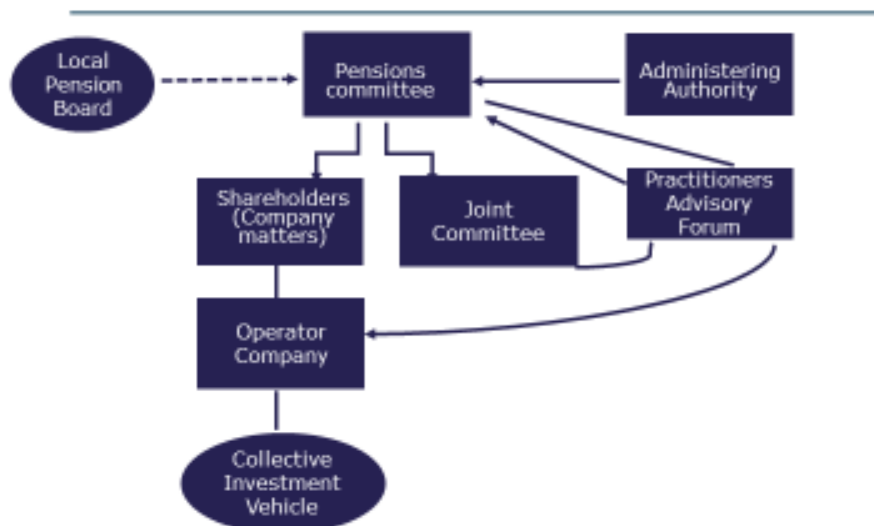 Local
Pension
Board
Pensions
committee
Administering
Authority
Shareholders
(Company
matters)
Joint
Committee
Practitioners
Advisory
Forum
Operator
Company
Collective
Investment
Vehicle